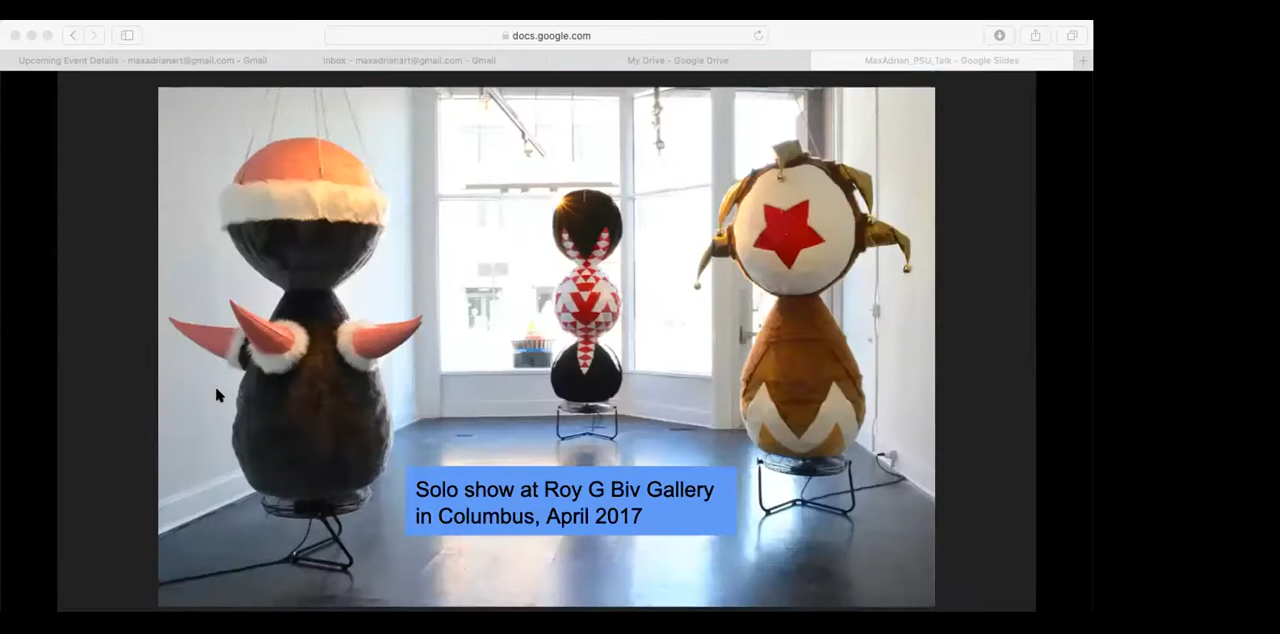 docs.google.com
Upcoming Event Details - maxadrianart@gmail.com - Gmail
Inbox - maxadrianart@gmail.com - Gmail
My Drive - Google Drive
MaxAdrian_PSU_Talk - Google Slides
Solo show at Roy G Biv Gallery
in Columbus, April 2017